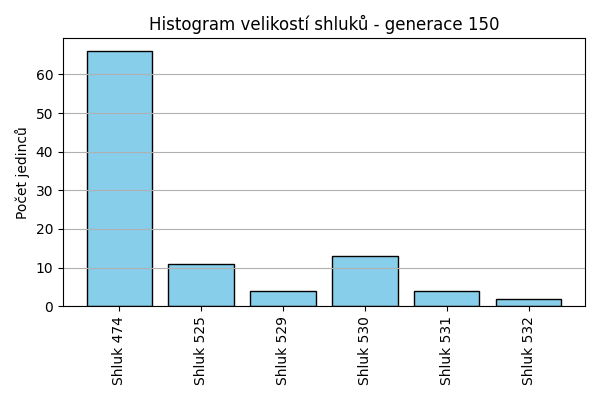 Histogram velikostí shluků - generace 150
Počet jedinců
60
50
40
30
20
10
0
Shluk 474
Shluk 525
Shluk 529
Shluk 530
Shluk 531
Shluk 532